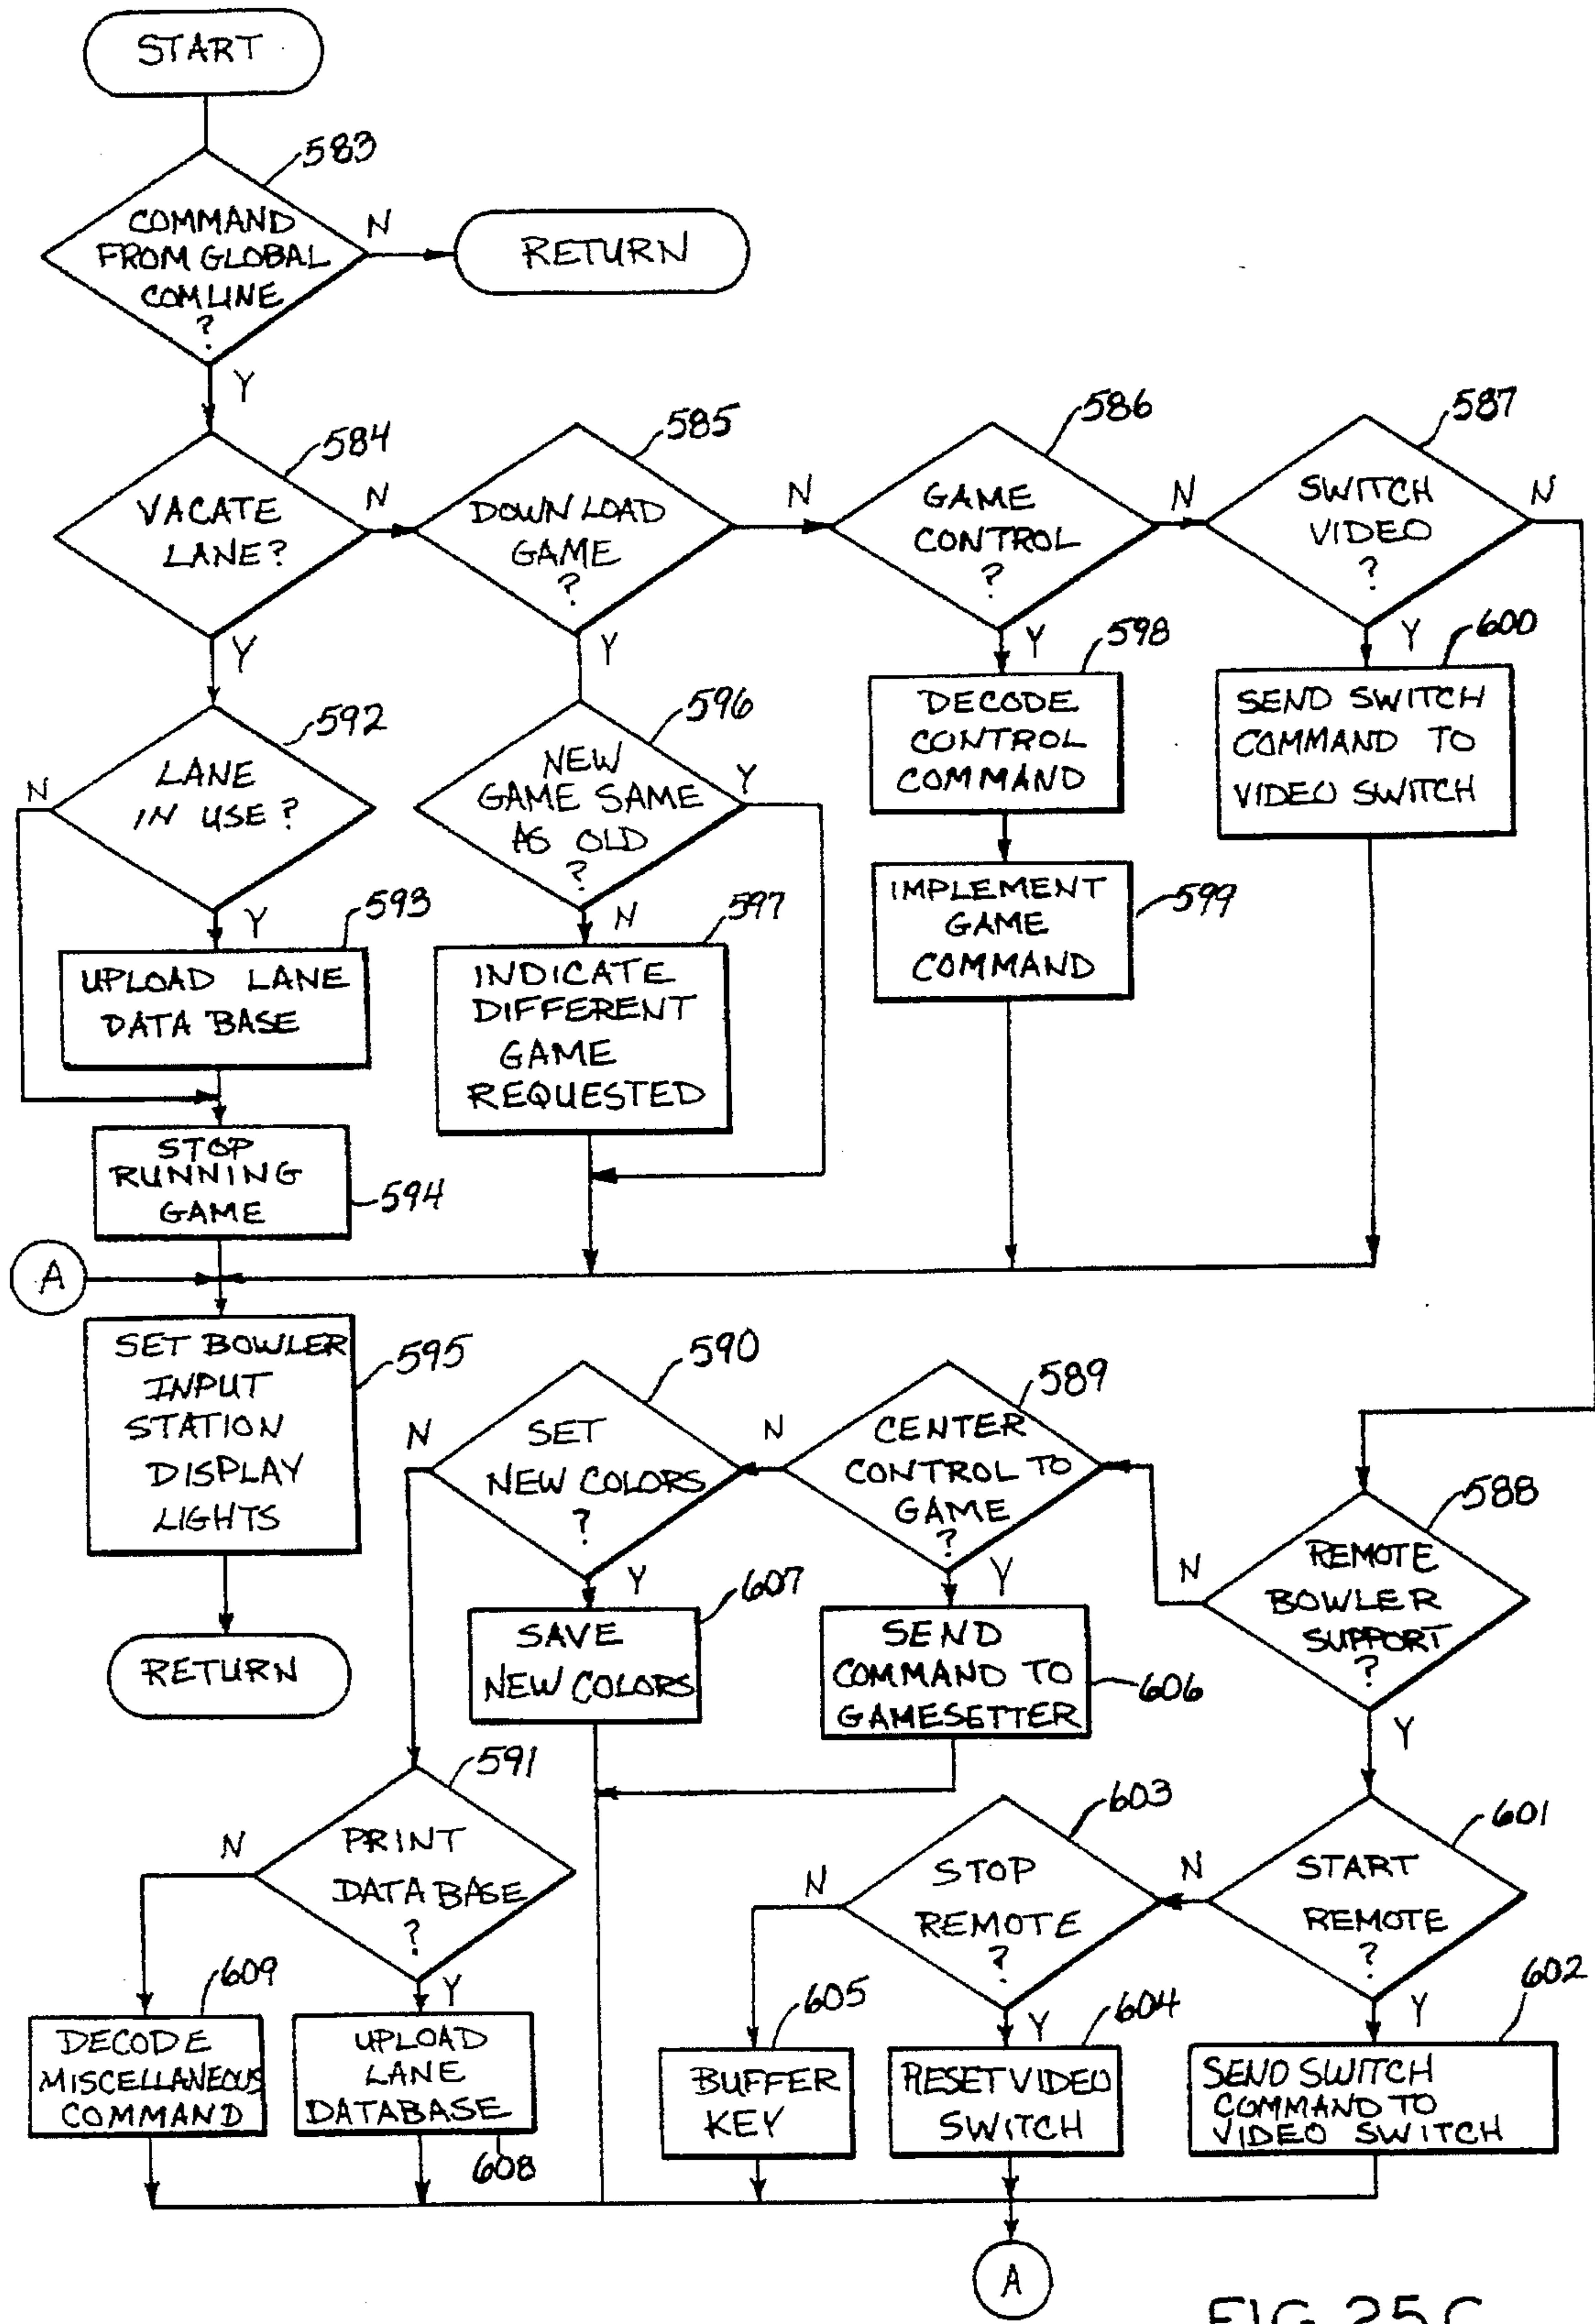 START
583
COMMAND
FROM GLOBAL
COMLINE
?
N
RETURN
Y
584
VACATE
LANE?
N
585
DOWNLOAD
GAME
?
N
586
GAME
CONTROL
?
N
587
SWITCH
VIDEO
?
N
Y
Y
Y
598
Y
600
592
LANE
IN USE?
N
596
NEW
GAME SAME
AS OLD
?
Y
DECODE
CONTROL
COMMAND
SEND SWITCH
COMMAND TO
VIDEO SWITCH
Y
593
UPLOAD LANE
DATA BASE
N
597
INDICATE
DIFFERENT
GAME
REQUESTED
IMPLEMENT
GAME
COMMAND
599
STOP
RUNNING
GAME
594
A
SET BOWLER
INPUT
STATION
DISPLAY
LIGHTS
595
RETURN
N
590
SET
NEW COLORS
?
N
589
CENTER
CONTROL TO
GAME
?
588
REMOTE
BOWLER
SUPPORT
?
N
Y
607
SAVE
NEW COLORS
Y
SEND
COMMAND TO
GAMESETTER
606
Y
591
PRINT
DATA BASE
?
N
603
STOP
REMOTE
?
N
601
START
REMOTE
?
N
609
DECODE
MISCELLANEOUS
COMMAND
Y
UPLOAD
LANE
DATABASE
608
605
BUFFER
KEY
Y
604
RESET VIDEO
SWITCH
Y
602
SEND SWITCH
COMMAND TO
VIDEO SWITCH
A
FIG. 25C